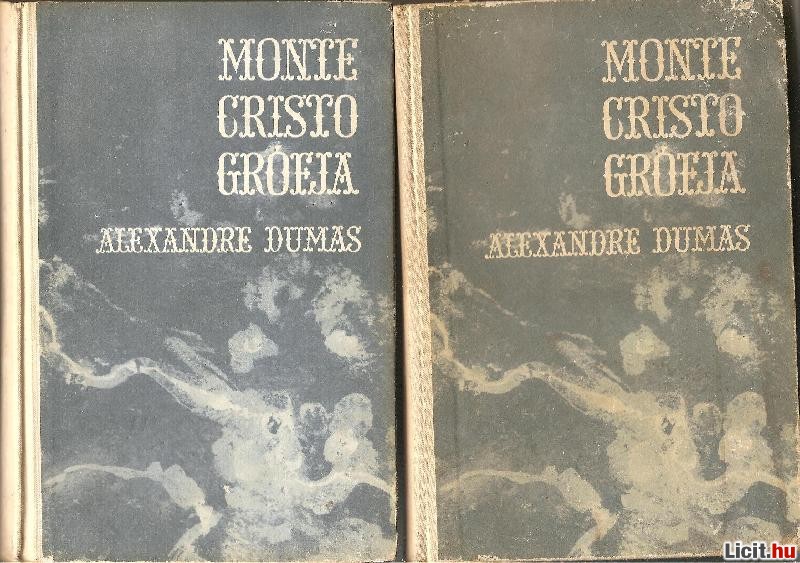 MONTE
CRISTO
GRÓFJA
ALEXANDRE DUMAS
MONTE
CRISTO
GRÓFJA
ALEXANDRE DUMAS
Licit.hu